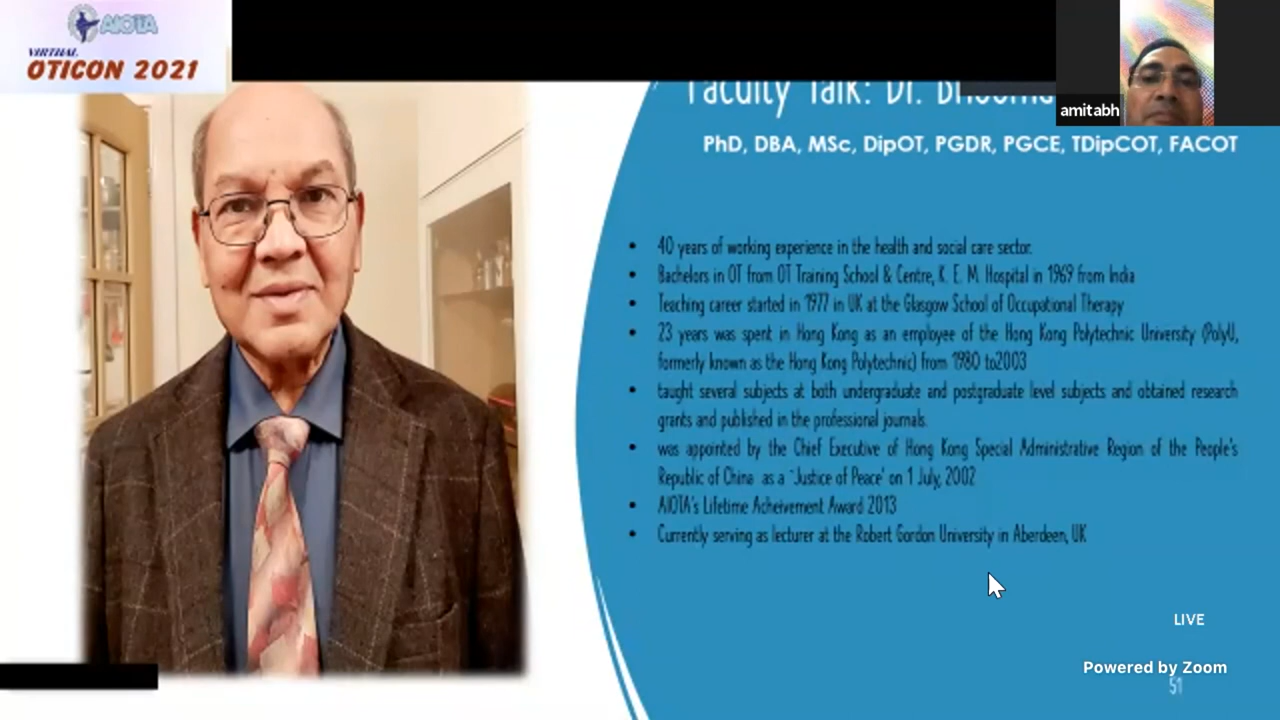 AIOTA
VIRTUAL
OTICON 2021
Faculty Talk: Dr.
amitabh
PhD, DBA, MSc, DipOT, PGDR, PGCE, TDipCOT, FACOT
• 40 years of working experience in the health and social care sector.
• Bachelors in OT from OT Training School & Centre, K. E. M. Hospital in 1969 from India
• Teaching career started in 1977 in UK at the Glasgow School of Occupational Therapy
• 23 years was spent in Hong Kong as an employee of the Hong Kong Polytechnic University (PolyU,
formerly known as the Hong Kong Polytechnic) from 1980 to2003
• taught several subjects at both undergraduate and postgraduate level subjects and obtained research
grants and published in the professional journals.
• was appointed by the Chief Executive of Hong Kong Special Administrative Region of the People's
Republic of China as a 'Justice of Peace' on 1 July, 2002
• AIOTA's Lifetime Acheivement Award 2013
• Currently serving as lecturer at the Robert Gordon University in Aberdeen, UK
LIVE
Powered by Zoom
51